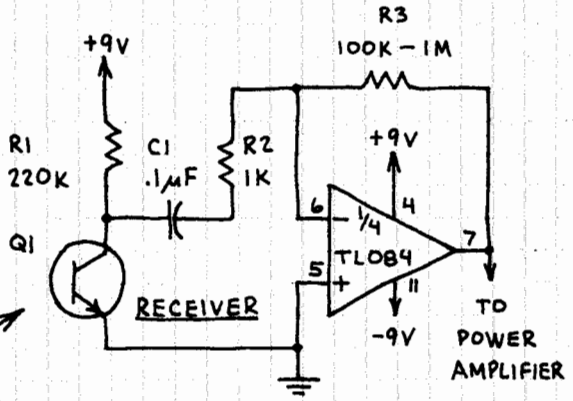 R3
100K - 1M
+9V
R1
220K
C1
.1µF
R2
1K
+9V
6
-
1/4
4
TL084
7
5
+
11
-9V
Q1
RECEIVER
TO
POWER
AMPLIFIER